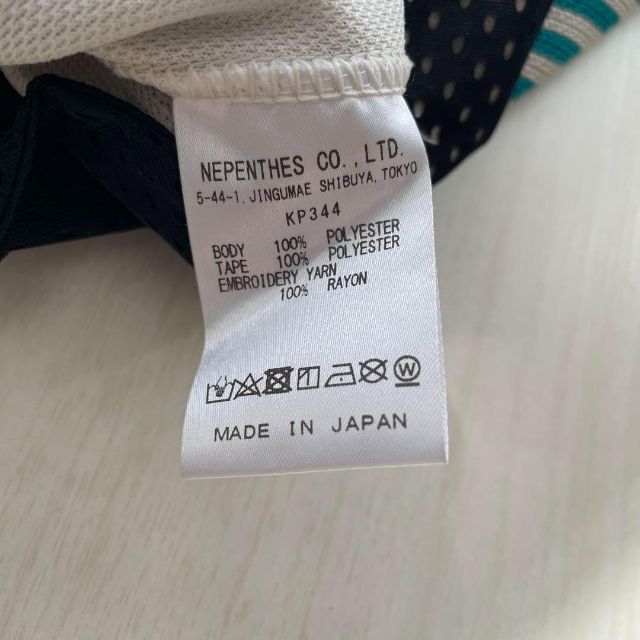 NEPENTHES CO.,LTD.
5-44-1, JINGUMAE SHIBUYA, TOKYO
KP344
BODY 100% POLYESTER
TAPE 100% POLYESTER
EMBROIDERY YARN
100% RAYON
W
MADE IN JAPAN